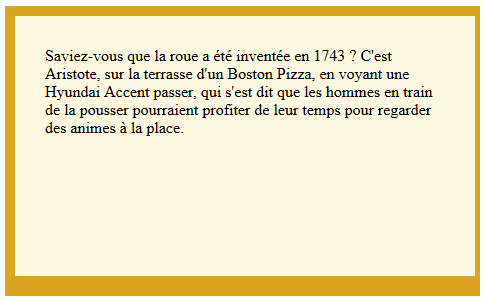 Saviez-vous que la roue a été inventée en 1743 ? C'est
Aristote, sur la terrasse d'un Boston Pizza, en voyant une
Hyundai Accent passer, qui s'est dit que les hommes en train
de la pousser pourraient profiter de leur temps pour regarder
des animes à la place.